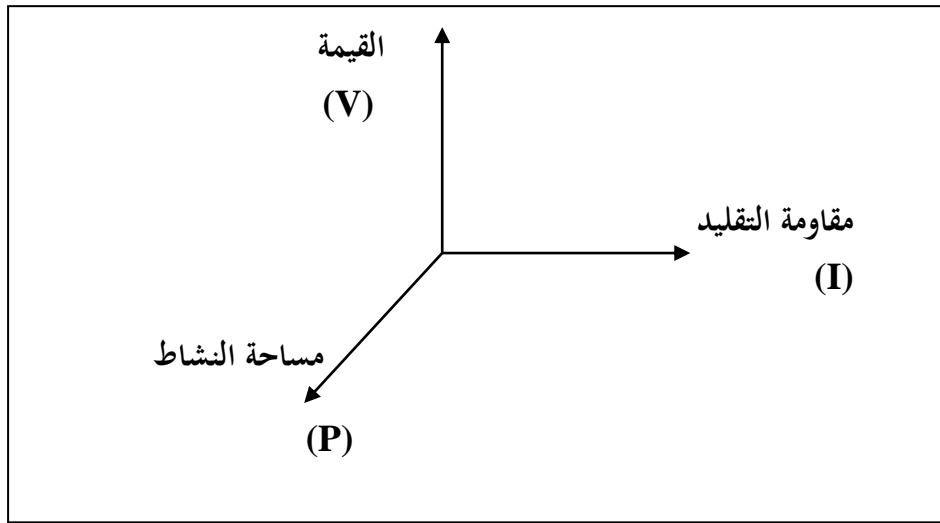 القيمة
(V)
مقاومة التقليد
(I)
مساحة النشاط
(P)